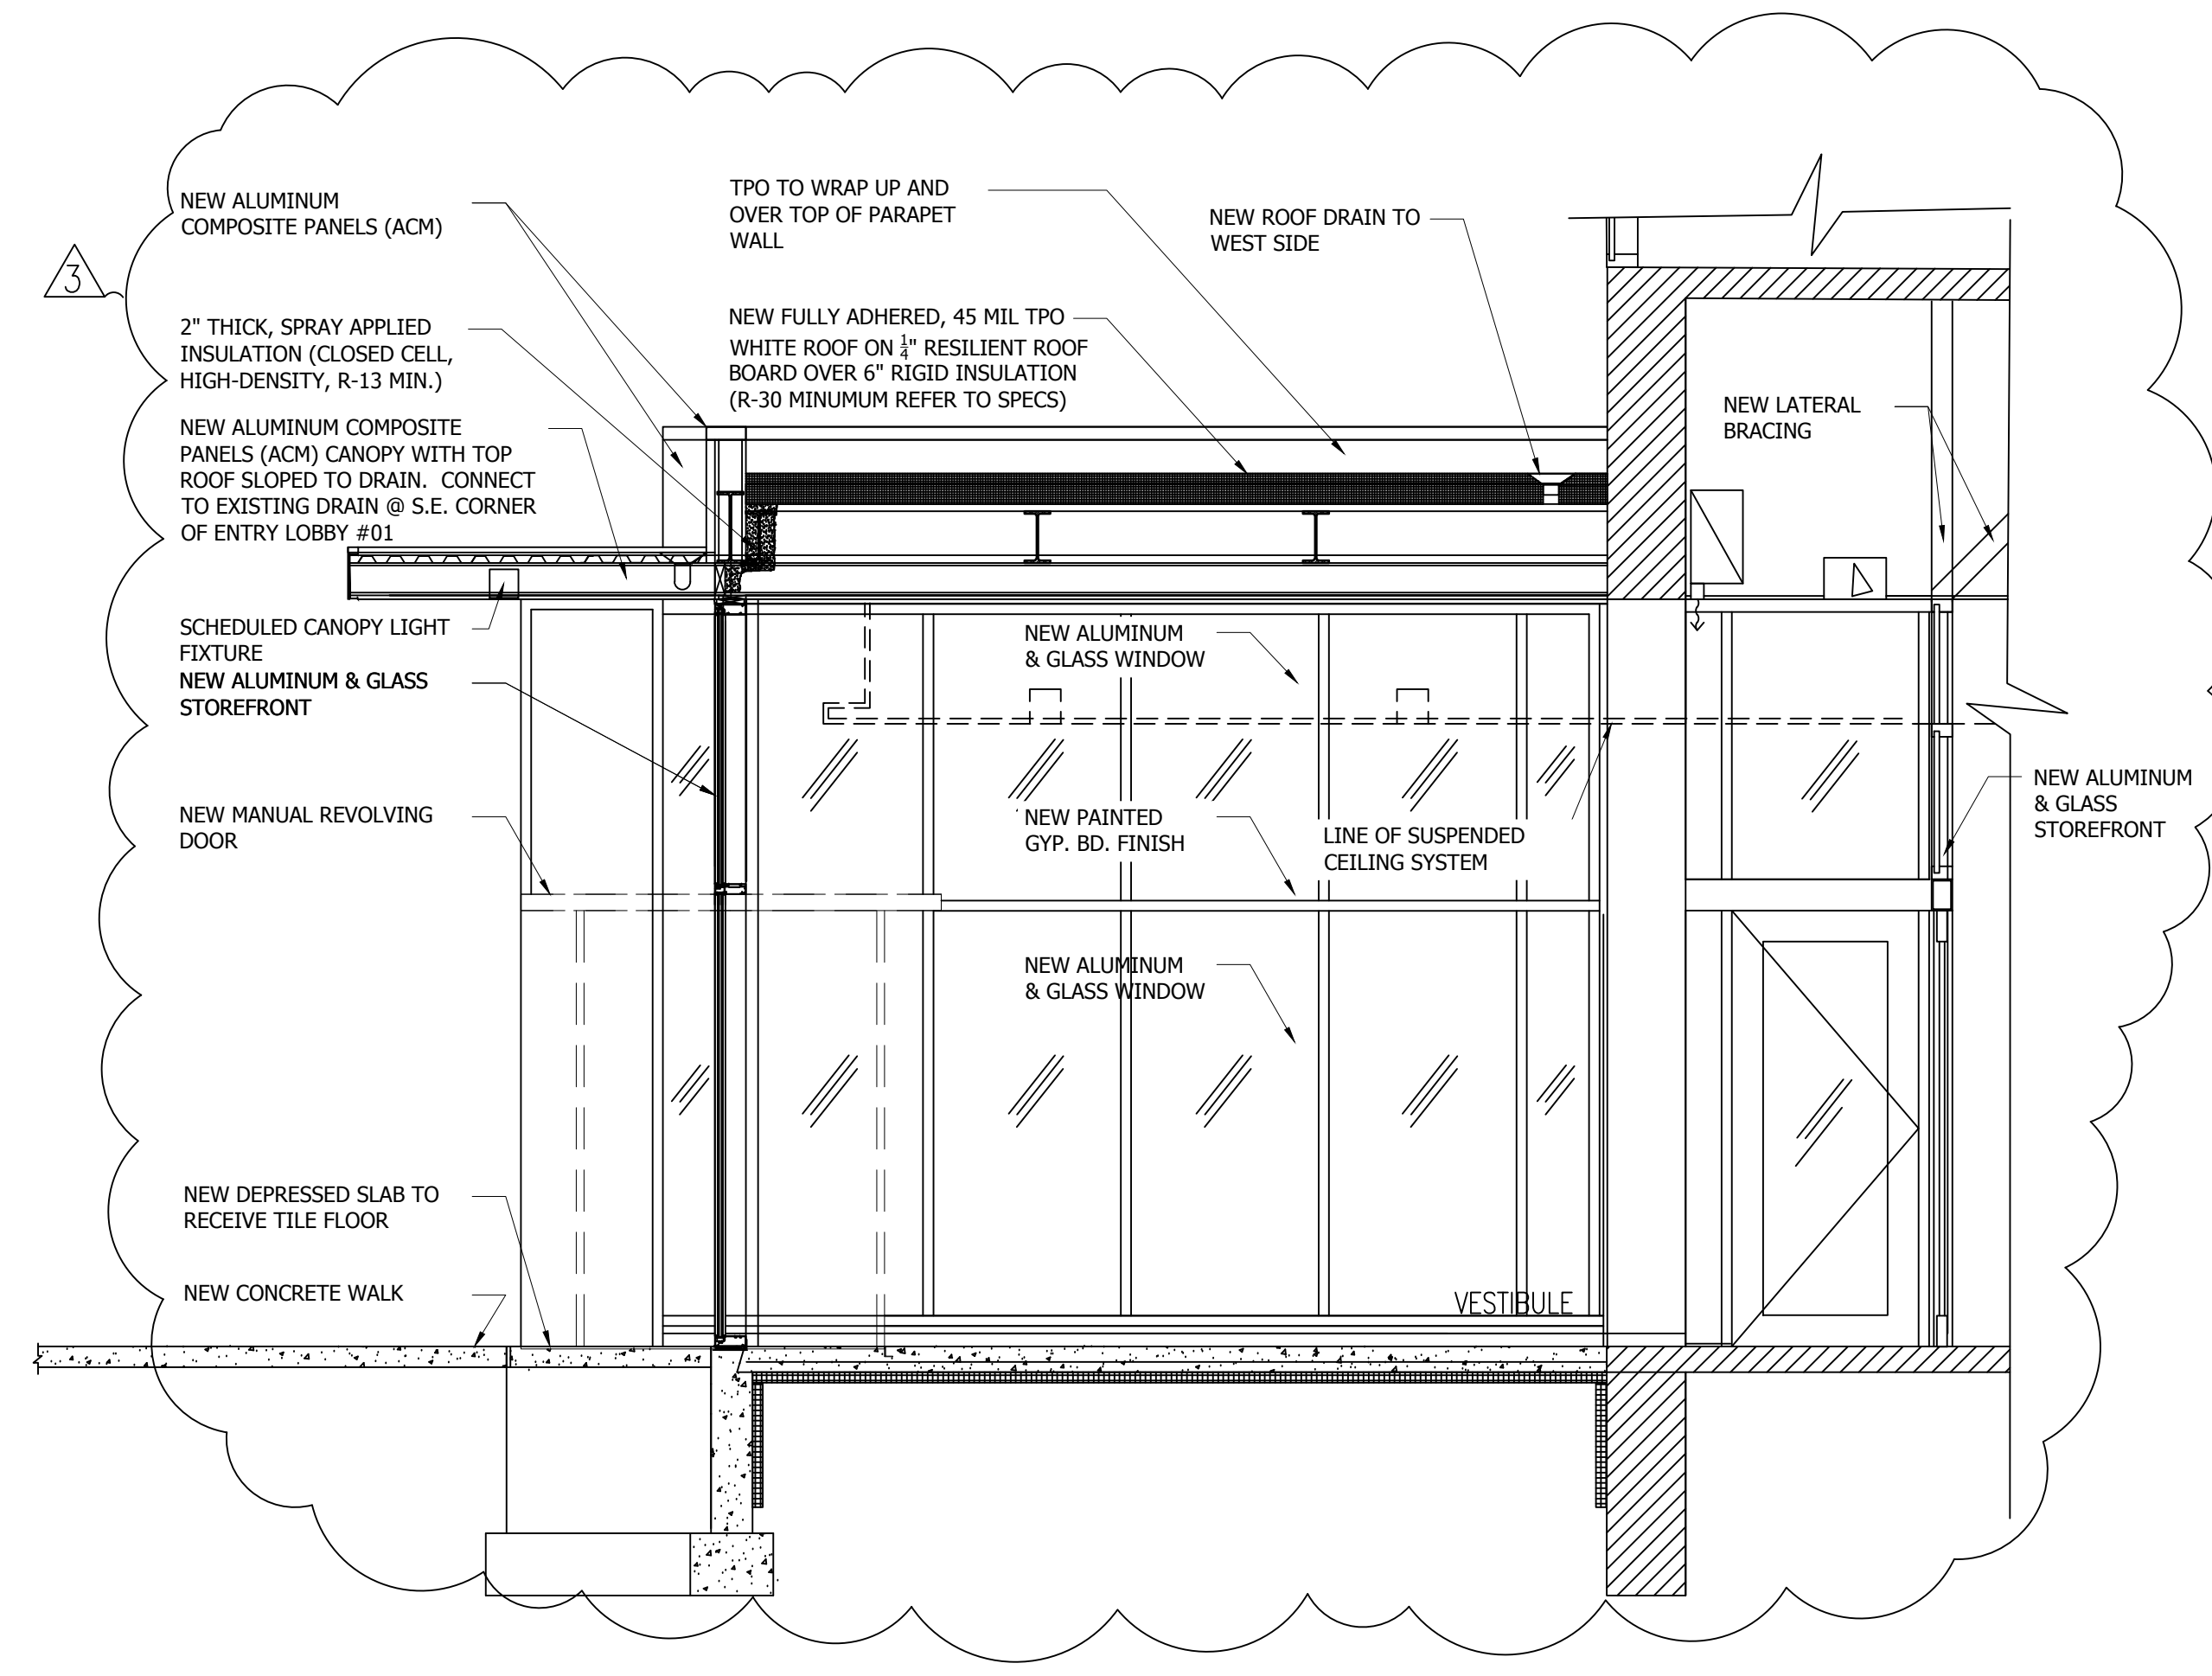 NEW ALUMINUM
COMPOSITE PANELS (ACM)
TPO TO WRAP UP AND
OVER TOP OF PARAPET
WALL
NEW ROOF DRAIN TO
WEST SIDE
3
2" THICK, SPRAY APPLIED
INSULATION (CLOSED CELL,
HIGH-DENSITY, R-13 MIN.)
NEW FULLY ADHERED, 45 MIL TPO
WHITE ROOF ON 1/4" RESILIENT ROOF
BOARD OVER 6" RIGID INSULATION
(R-30 MINUMUM REFER TO SPECS)
NEW LATERAL
BRACING
NEW ALUMINUM COMPOSITE
PANELS (ACM) CANOPY WITH TOP
ROOF SLOPED TO DRAIN. CONNECT
TO EXISTING DRAIN @ S.E. CORNER
OF ENTRY LOBBY #01
SCHEDULED CANOPY LIGHT
FIXTURE
NEW ALUMINUM & GLASS
STOREFRONT
NEW ALUMINUM
& GLASS WINDOW
NEW MANUAL REVOLVING
DOOR
NEW PAINTED
GYP. BD. FINISH
LINE OF SUSPENDED
CEILING SYSTEM
NEW ALUMINUM
& GLASS
STOREFRONT
NEW ALUMINUM
& GLASS WINDOW
NEW DEPRESSED SLAB TO
RECEIVE TILE FLOOR
NEW CONCRETE WALK
VESTIBULE